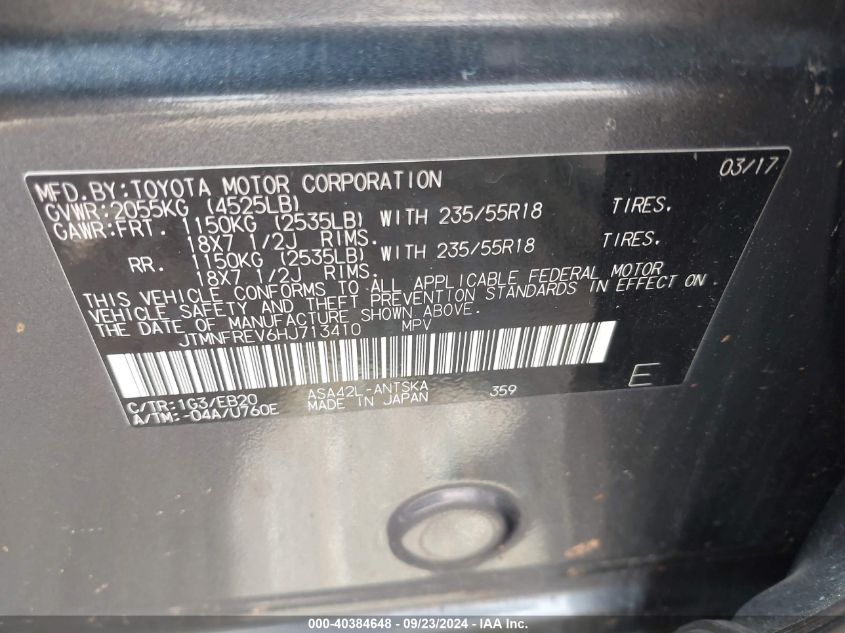 03/17
MFD.BY:TOYOTA MOTOR CORPORATION
GVWR:2055KG (4525LB)
GAWR:FRT. 1150KG (2535LB) WITH 235/55R18 TIRES.
18X7 1/2J RIMS.
RR. 1150KG (2535LB) WITH 235/55R18 TIRES.
18X7 1/2J RIMS.
THIS VEHICLE CONFORMS TO ALL APPLICABLE FEDERAL MOTOR
VEHICLE SAFETY AND THEFT PREVENTION STANDARDS IN EFFECT ON
THE DATE OF MANUFACTURE SHOWN ABOVE.
JTMNFREV6HJ713410 MPV
E
C/TR:1G3/EB20 ASA42L-ANTSKA 359
A/TM:-04A/U760E MADE IN JAPAN
000-40384648 / 09/23/2024 - IAA Inc.